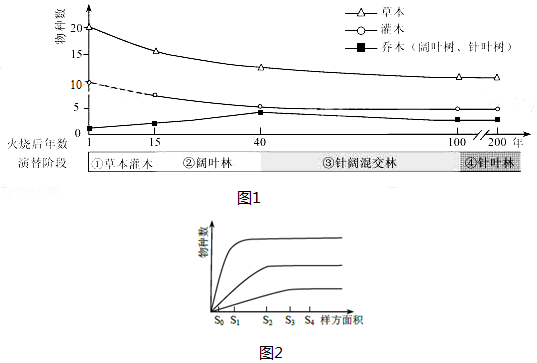 物种数
20
15
10
5
0
草本
灌木
乔木（阔叶树、针叶树）
火烧后年数 1 15 40 100 200 年
演替阶段 ①草本灌木 ②阔叶林 ③针阔混交林 ④针叶林
图1
物种数
S0 S1 S2 S3 S4 样方面积
图2